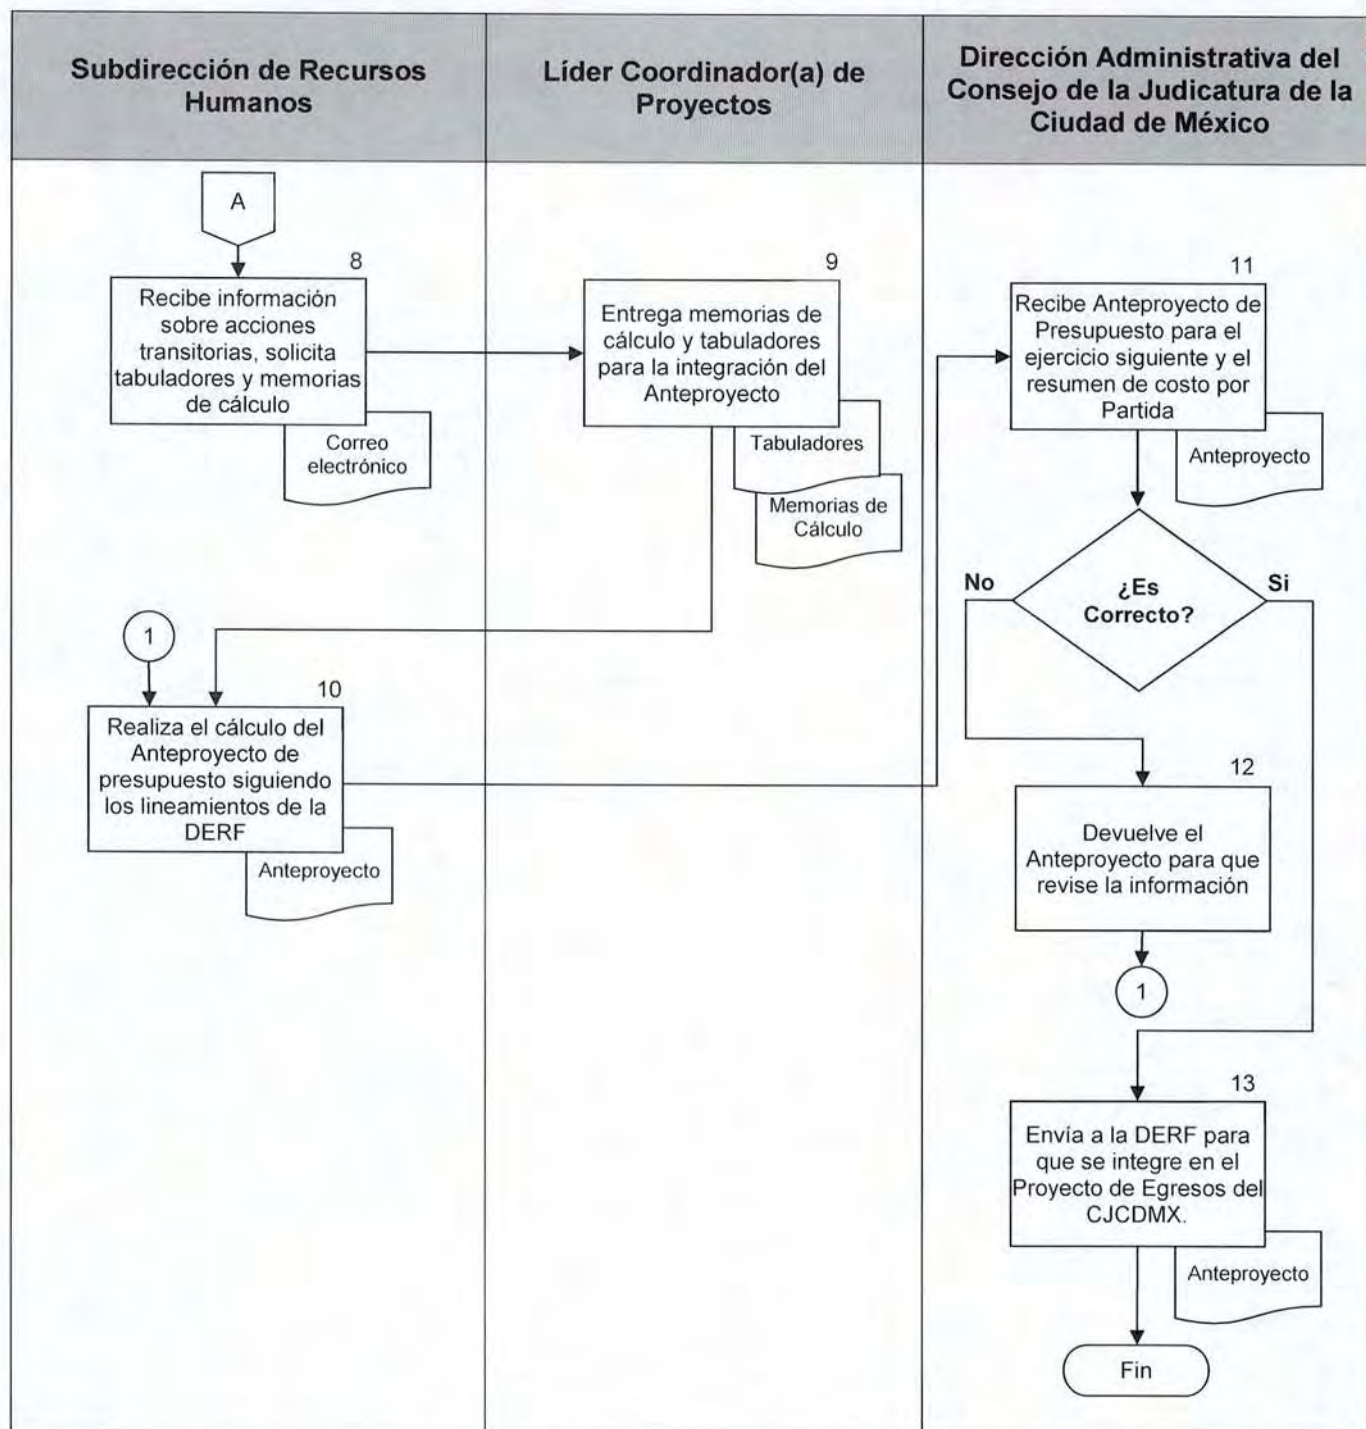 Subdirección de Recursos
Humanos
Líder Coordinador(a) de
Proyectos
Dirección Administrativa del
Consejo de la Judicatura de la
Ciudad de México
A
8
Recibe información
sobre acciones
transitorias, solicita
tabuladores y memorias
de cálculo
Correo
electrónico
9
Entrega memorias de
cálculo y tabuladores
para la integración del
Anteproyecto
Tabuladores
Memorias de
Cálculo
1
10
Realiza el cálculo del
Anteproyecto de
presupuesto siguiendo
los lineamientos de la
DERF
Anteproyecto
11
Recibe Anteproyecto de
Presupuesto para el
ejercicio siguiente y el
resumen de costo por
Partida
Anteproyecto
No
¿Es
Correcto?
Si
12
Devuelve el
Anteproyecto para que
revise la información
1
13
Envía a la DERF para
que se integre en el
Proyecto de Egresos del
CJCDMX.
Anteproyecto
Fin